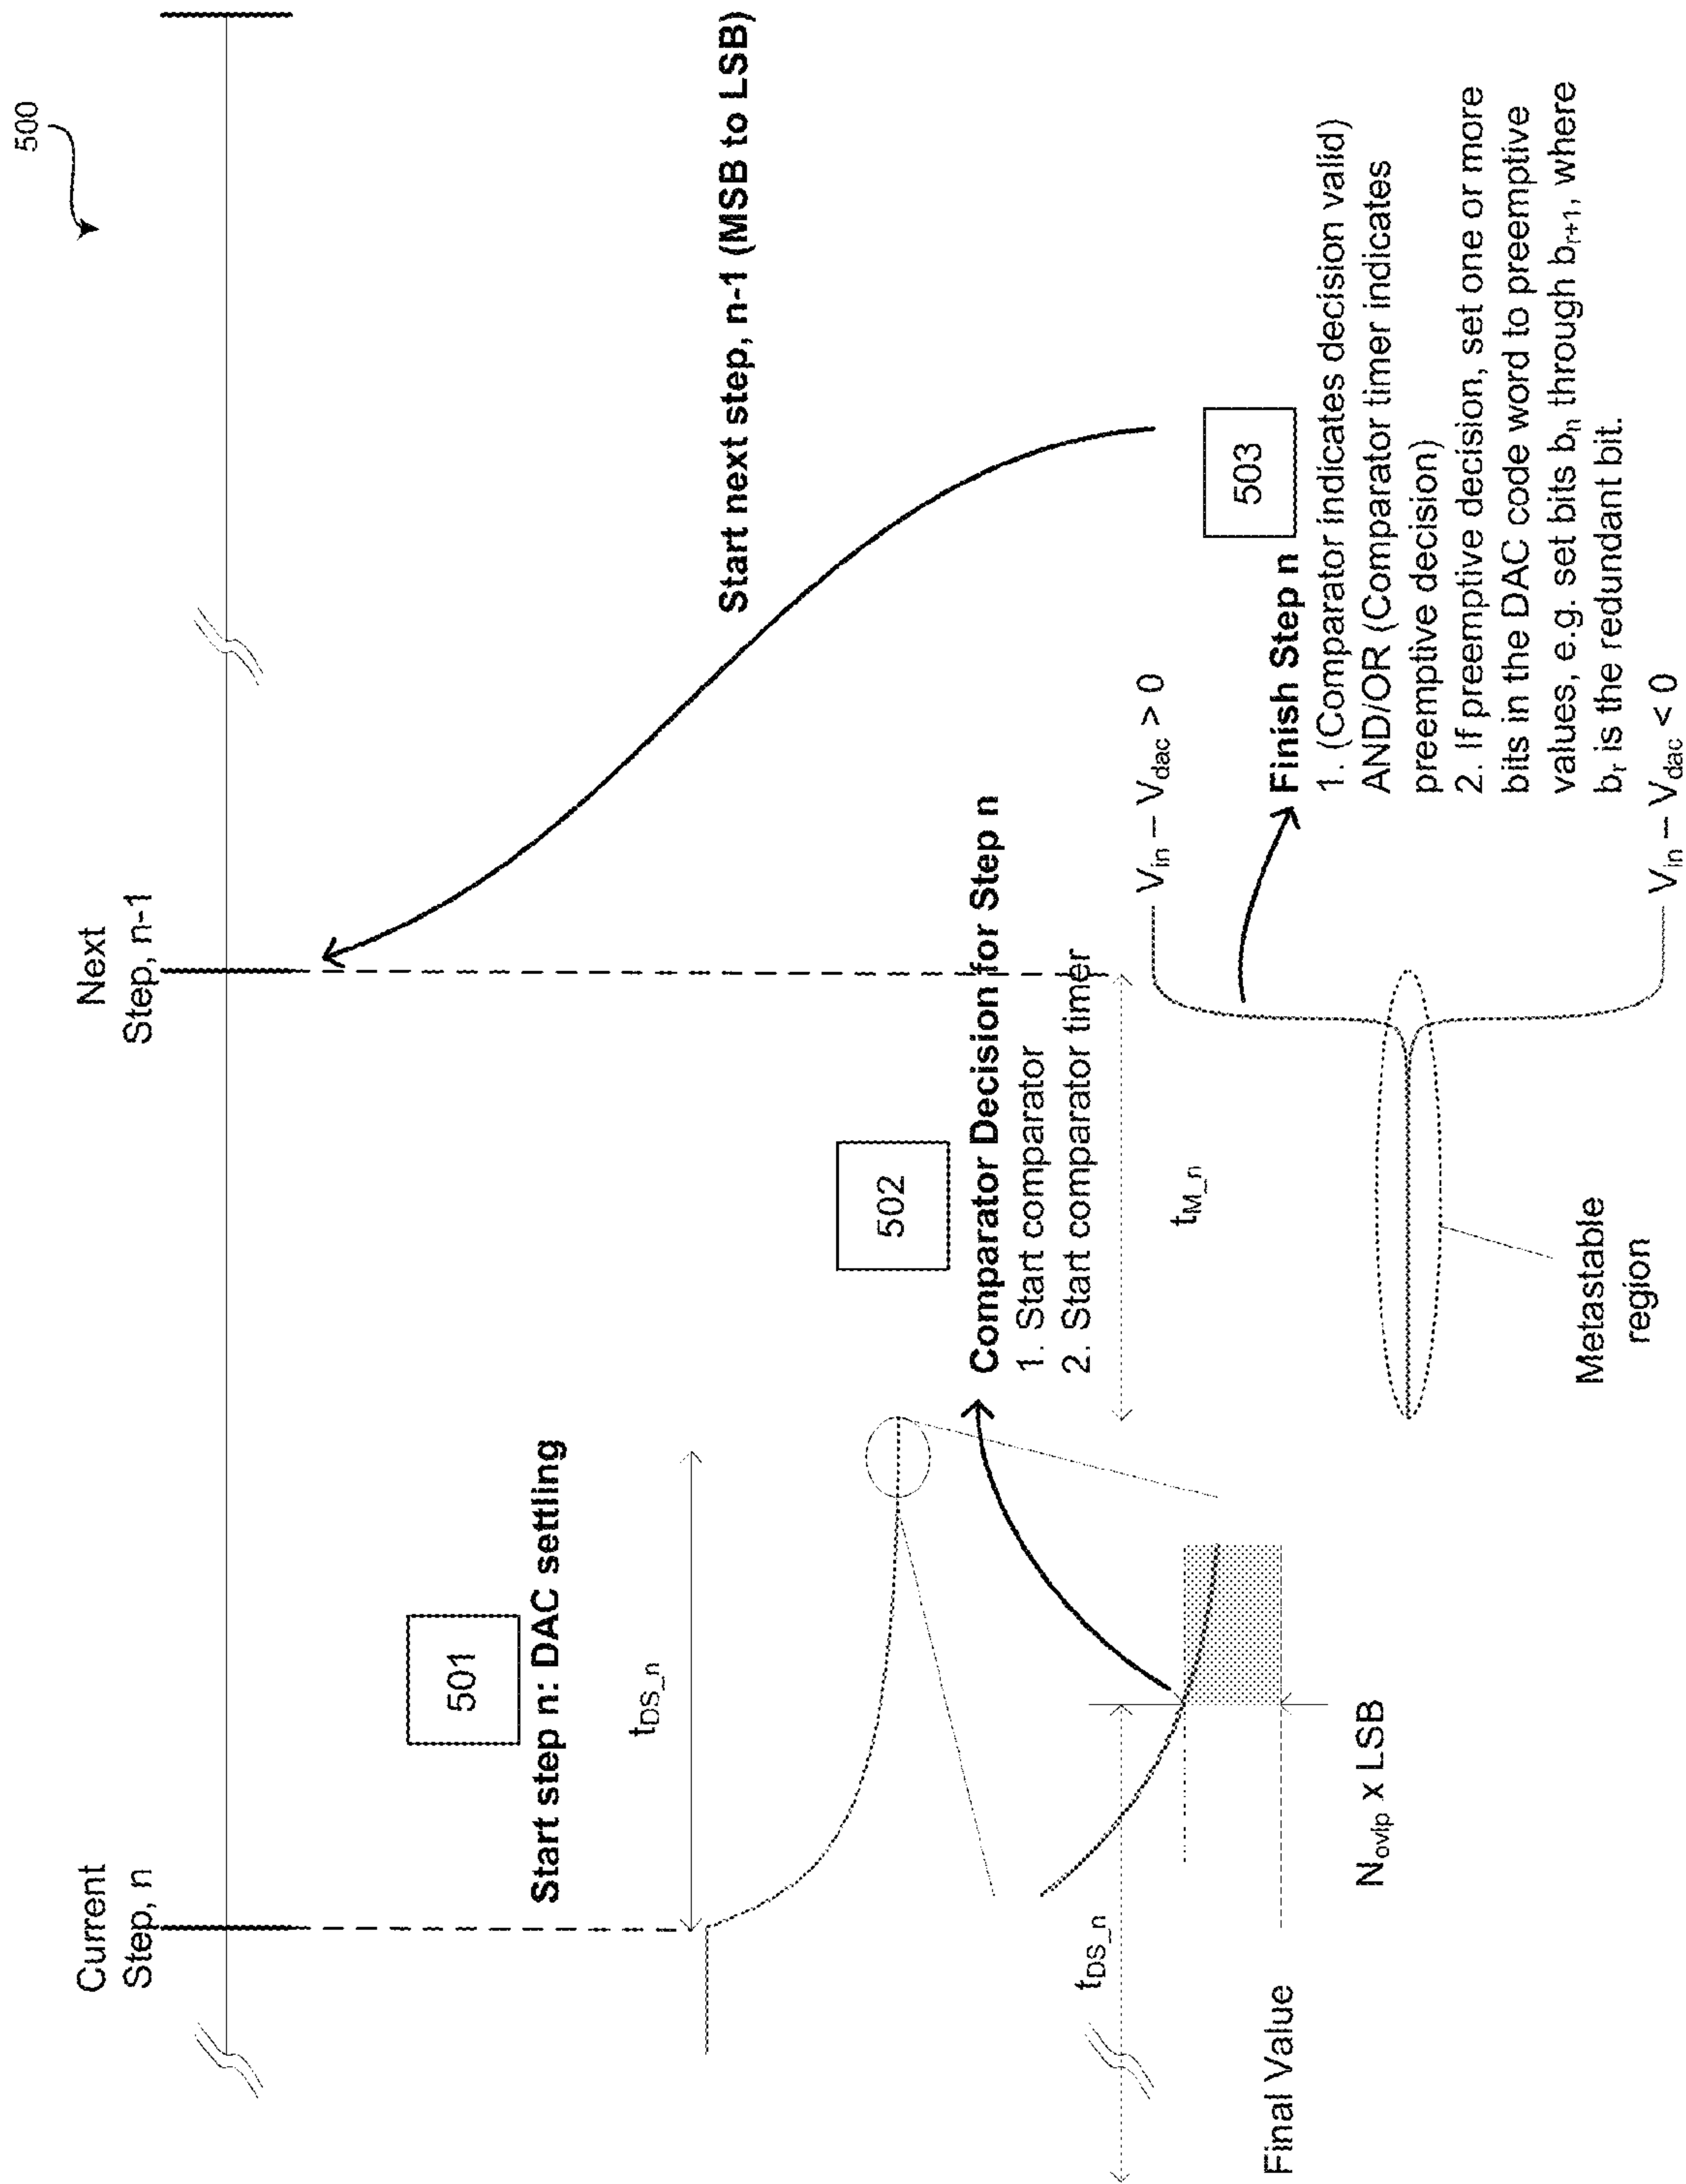 500
Current
Step, n
Next
Step, n-1
501
Start step n: DAC settling
t_DS_n
Start next step, n-1 (MSB to LSB)
502
Comparator Decision for Step n
1. Start comparator
2. Start comparator timer
t_DS_n
t_M_n
Final Value
N_ovlp x LSB
Metastable
region
V_in – V_dac > 0
V_in – V_dac < 0
503
Finish Step n
1. (Comparator indicates decision valid)
AND/OR (Comparator timer indicates
preemptive decision)
2. If preemptive decision, set one or more
bits in the DAC code word to preemptive
values, e.g. set bits b_n through b_r+1, where
b_r is the redundant bit.